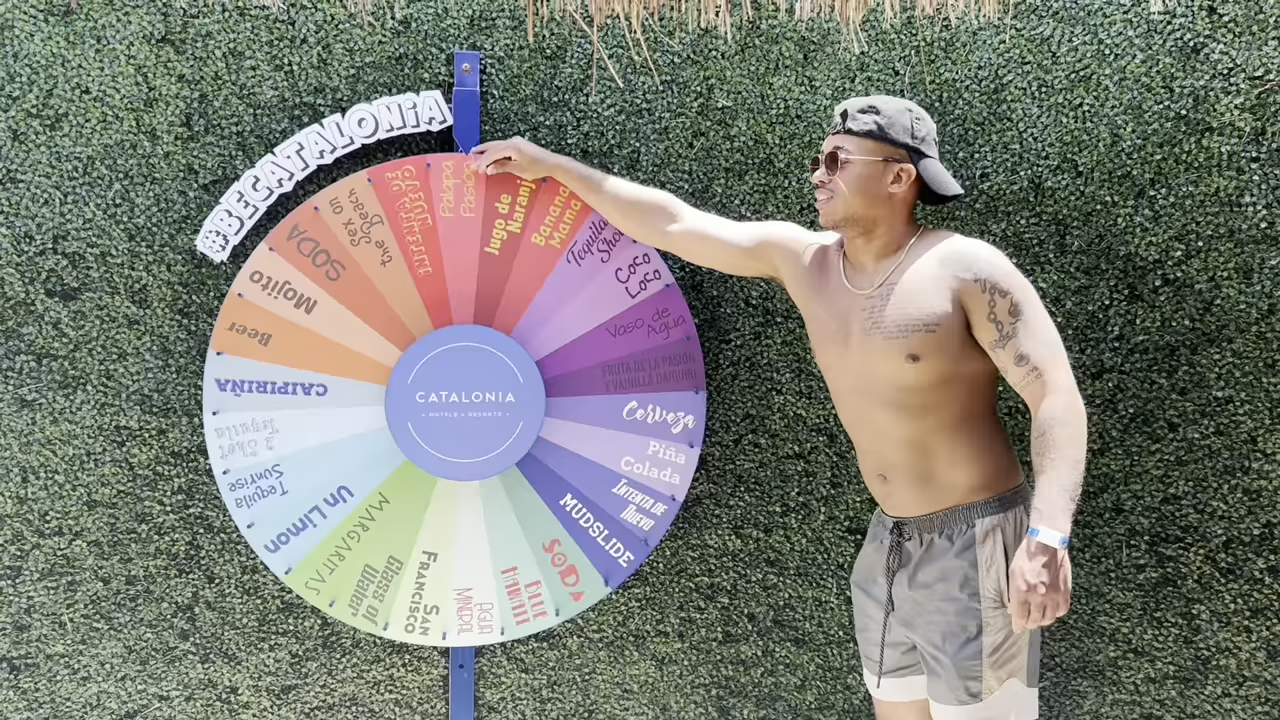 #BECATALONIA
Palapa
Pasion
Jugo de
Naranj
Banana
Mama
Tequila
Shot
Coco
Loco
Vaso de
Agua
FRUTA DE LA PASIÓN
Y VAINILLA DAIQUIRI
Cerveza
Piña
Colada
INTENTA DE
NUEVO
MUDSLIDE
SODA
BLUE
HAWAII
AGUA
MINERAL
SAN
FRANCISCO
Glass of
Water
MARGARITAS
Un Limon
Tequila
Sunrise
2 Shot
Tequila
CAIPIRIÑA
Beer
Mojito
SODA
Sex on
the Beach
INTENTA DE
NUEVO
CATALONIA
HOTELS & RESORTS